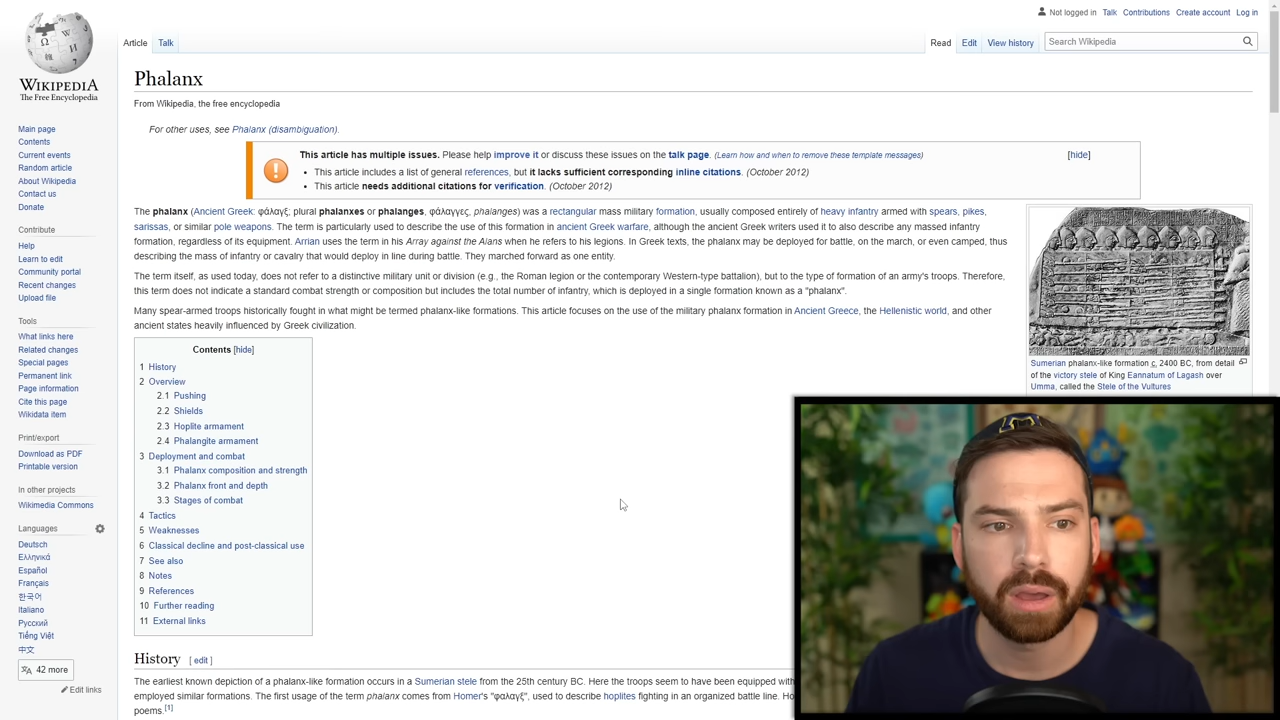 Not logged in Talk Contributions Create account Log in
Article Talk Read Edit View history Search Wikipedia
WIKIPEDIA
The Free Encyclopedia
Main page
Contents
Current events
Random article
About Wikipedia
Contact us
Donate
Contribute
Help
Learn to edit
Community portal
Recent changes
Upload file
Tools
What links here
Related changes
Special pages
Permanent link
Page information
Cite this page
Wikidata item
Print/export
Download as PDF
Printable version
In other projects
Wikimedia Commons
Languages
Deutsch
Ελληνικά
Español
Français
한국어
Italiano
Русский
Tiếng Việt
中文
42 more
Edit links
Phalanx
From Wikipedia, the free encyclopedia
For other uses, see Phalanx (disambiguation).
This article has multiple issues. Please help improve it or discuss these issues on the talk page. (Learn how and when to remove these template messages) [hide]
• This article includes a list of general references, but it lacks sufficient corresponding inline citations. (October 2012)
• This article needs additional citations for verification. (October 2012)
The phalanx (Ancient Greek: φάλαγξ; plural phalanxes or phalanges, φάλαγγες, phalanges) was a rectangular mass military formation, usually composed entirely of heavy infantry armed with spears, pikes,
sarissas, or similar pole weapons. The term is particularly used to describe the use of this formation in ancient Greek warfare, although the ancient Greek writers used it to also describe any massed infantry
formation, regardless of its equipment. Arrian uses the term in his Array against the Alans when he refers to his legions. In Greek texts, the phalanx may be deployed for battle, on the march, or even camped, thus
describing the mass of infantry or cavalry that would deploy in line during battle. They marched forward as one entity.
The term itself, as used today, does not refer to a distinctive military unit or division (e.g., the Roman legion or the contemporary Western-type battalion), but to the type of formation of an army's troops. Therefore,
this term does not indicate a standard combat strength or composition but includes the total number of infantry, which is deployed in a single formation known as a "phalanx".
Many spear-armed troops historically fought in what might be termed phalanx-like formations. This article focuses on the use of the military phalanx formation in Ancient Greece, the Hellenistic world, and other
ancient states heavily influenced by Greek civilization.
Sumerian phalanx-like formation c. 2400 BC, from detail
of the victory stele of King Eannatum of Lagash over
Umma, called the Stele of the Vultures
Contents [hide]
1 History
2 Overview
2.1 Pushing
2.2 Shields
2.3 Hoplite armament
2.4 Phalangite armament
3 Deployment and combat
3.1 Phalanx composition and strength
3.2 Phalanx front and depth
3.3 Stages of combat
4 Tactics
5 Weaknesses
6 Classical decline and post-classical use
7 See also
8 Notes
9 References
10 Further reading
11 External links
History [ edit ]
The earliest known depiction of a phalanx-like formation occurs in a Sumerian stele from the 25th century BC. Here the troops seem to have been equipped with
employed similar formations. The first usage of the term phalanx comes from Homer's "φαλαγξ", used to describe hoplites fighting in an organized battle line. Ho
poems.[1]